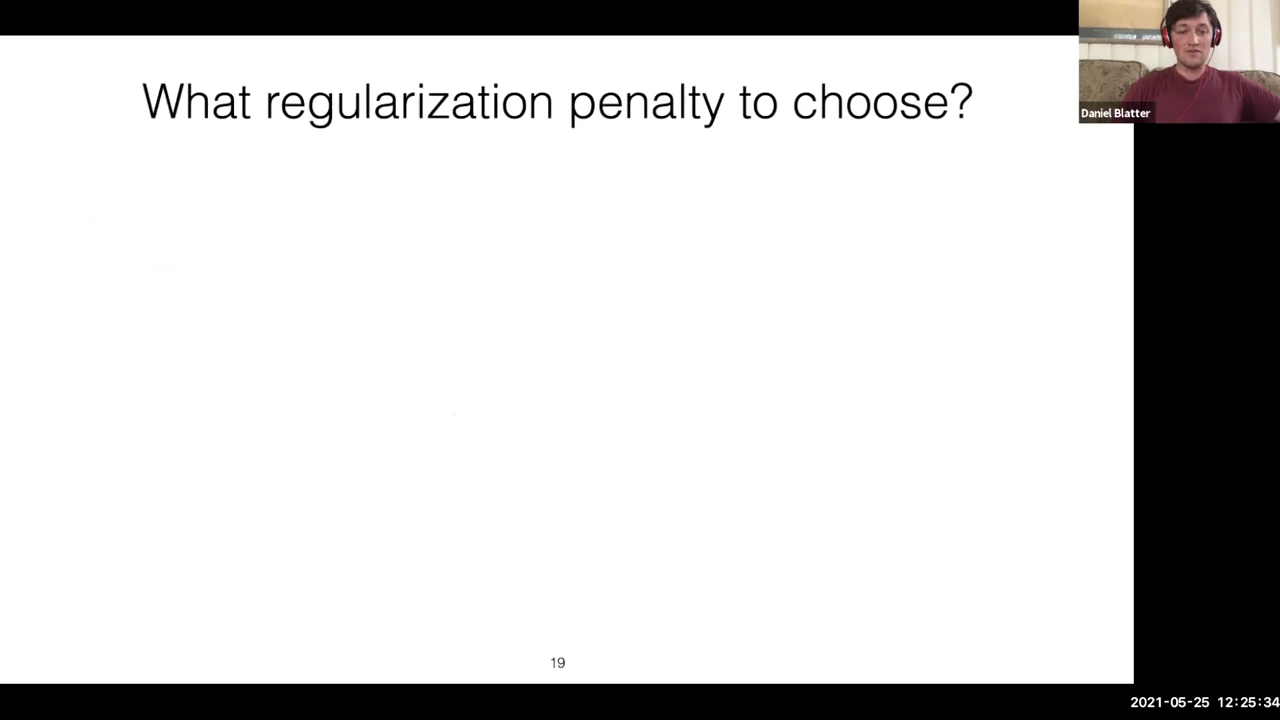 What regularization penalty to choose?
Daniel Blatter
19
2021-05-25 12:25:34